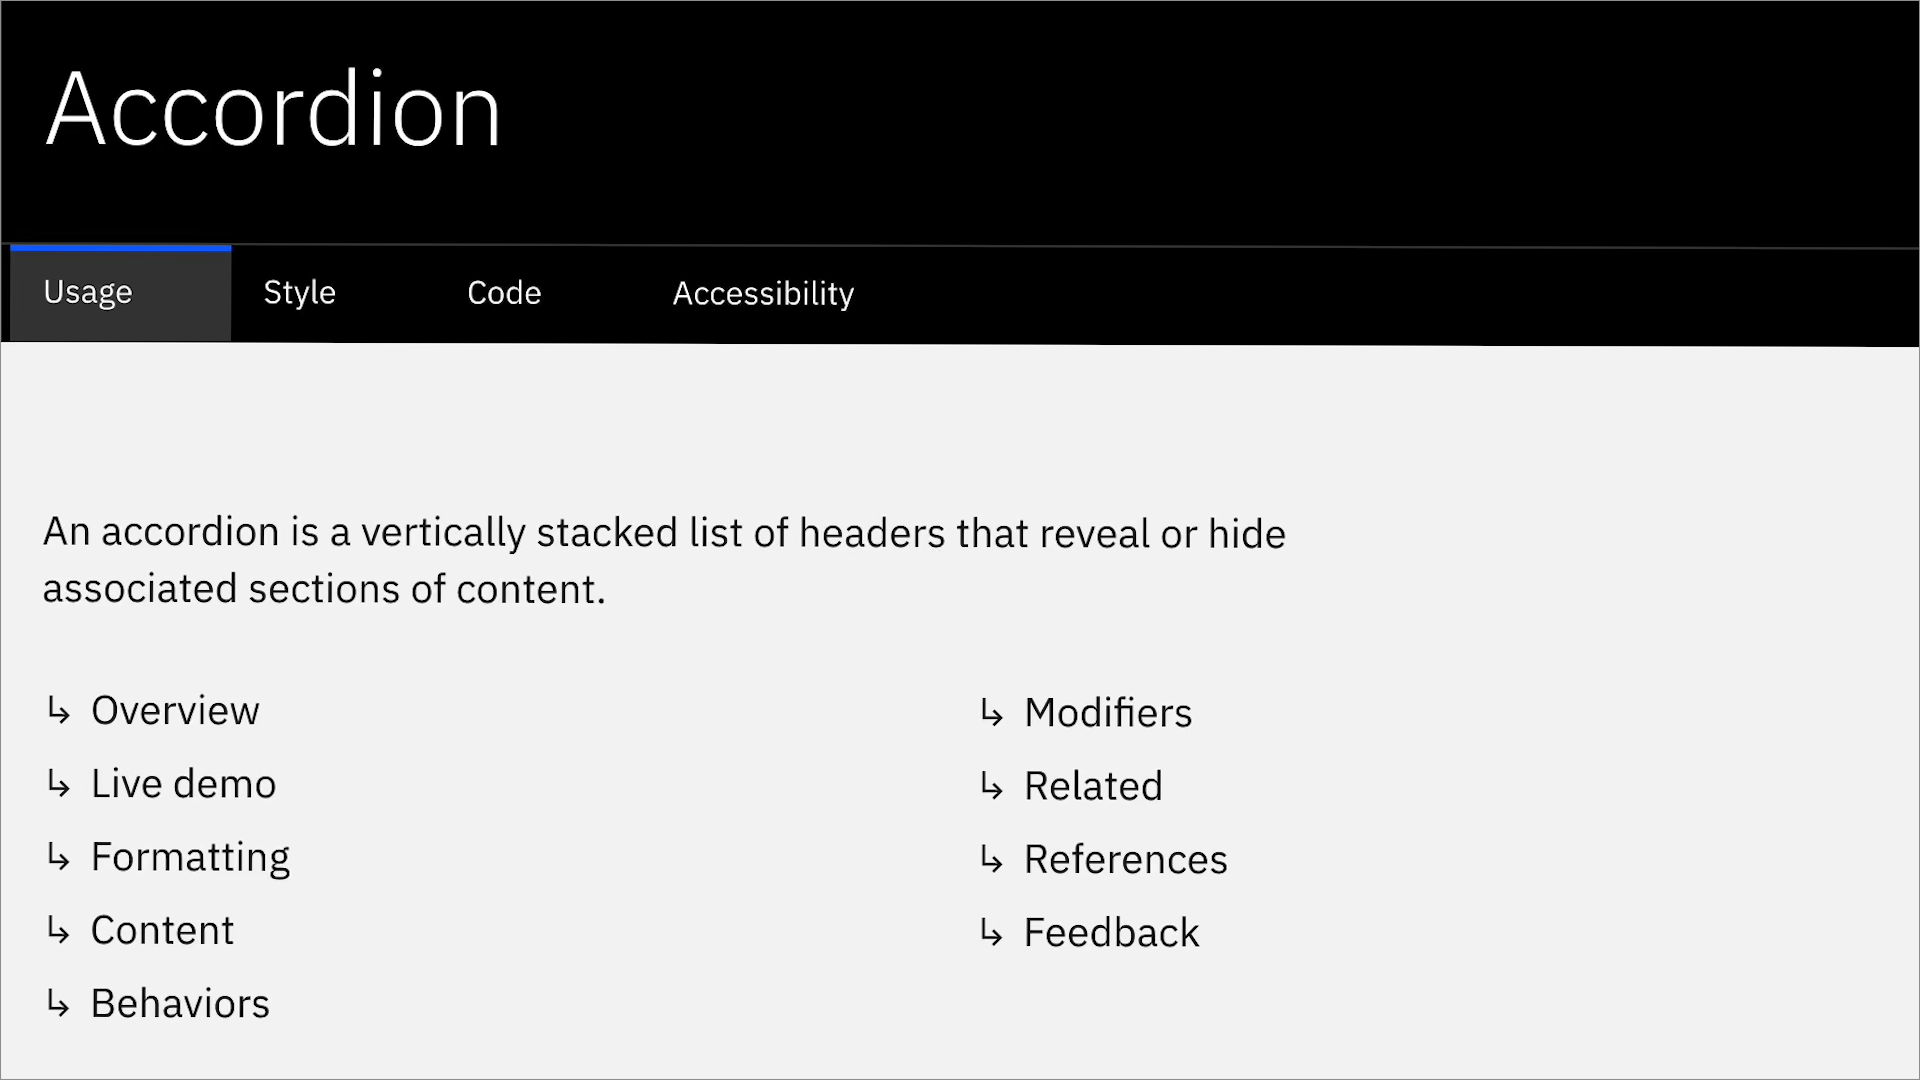 Accordion
Usage
Style
Code
Accessibility
An accordion is a vertically stacked list of headers that reveal or hide
associated sections of content.
↳ Overview
↳ Live demo
↳ Formatting
↳ Content
↳ Behaviors
↳ Modifiers
↳ Related
↳ References
↳ Feedback